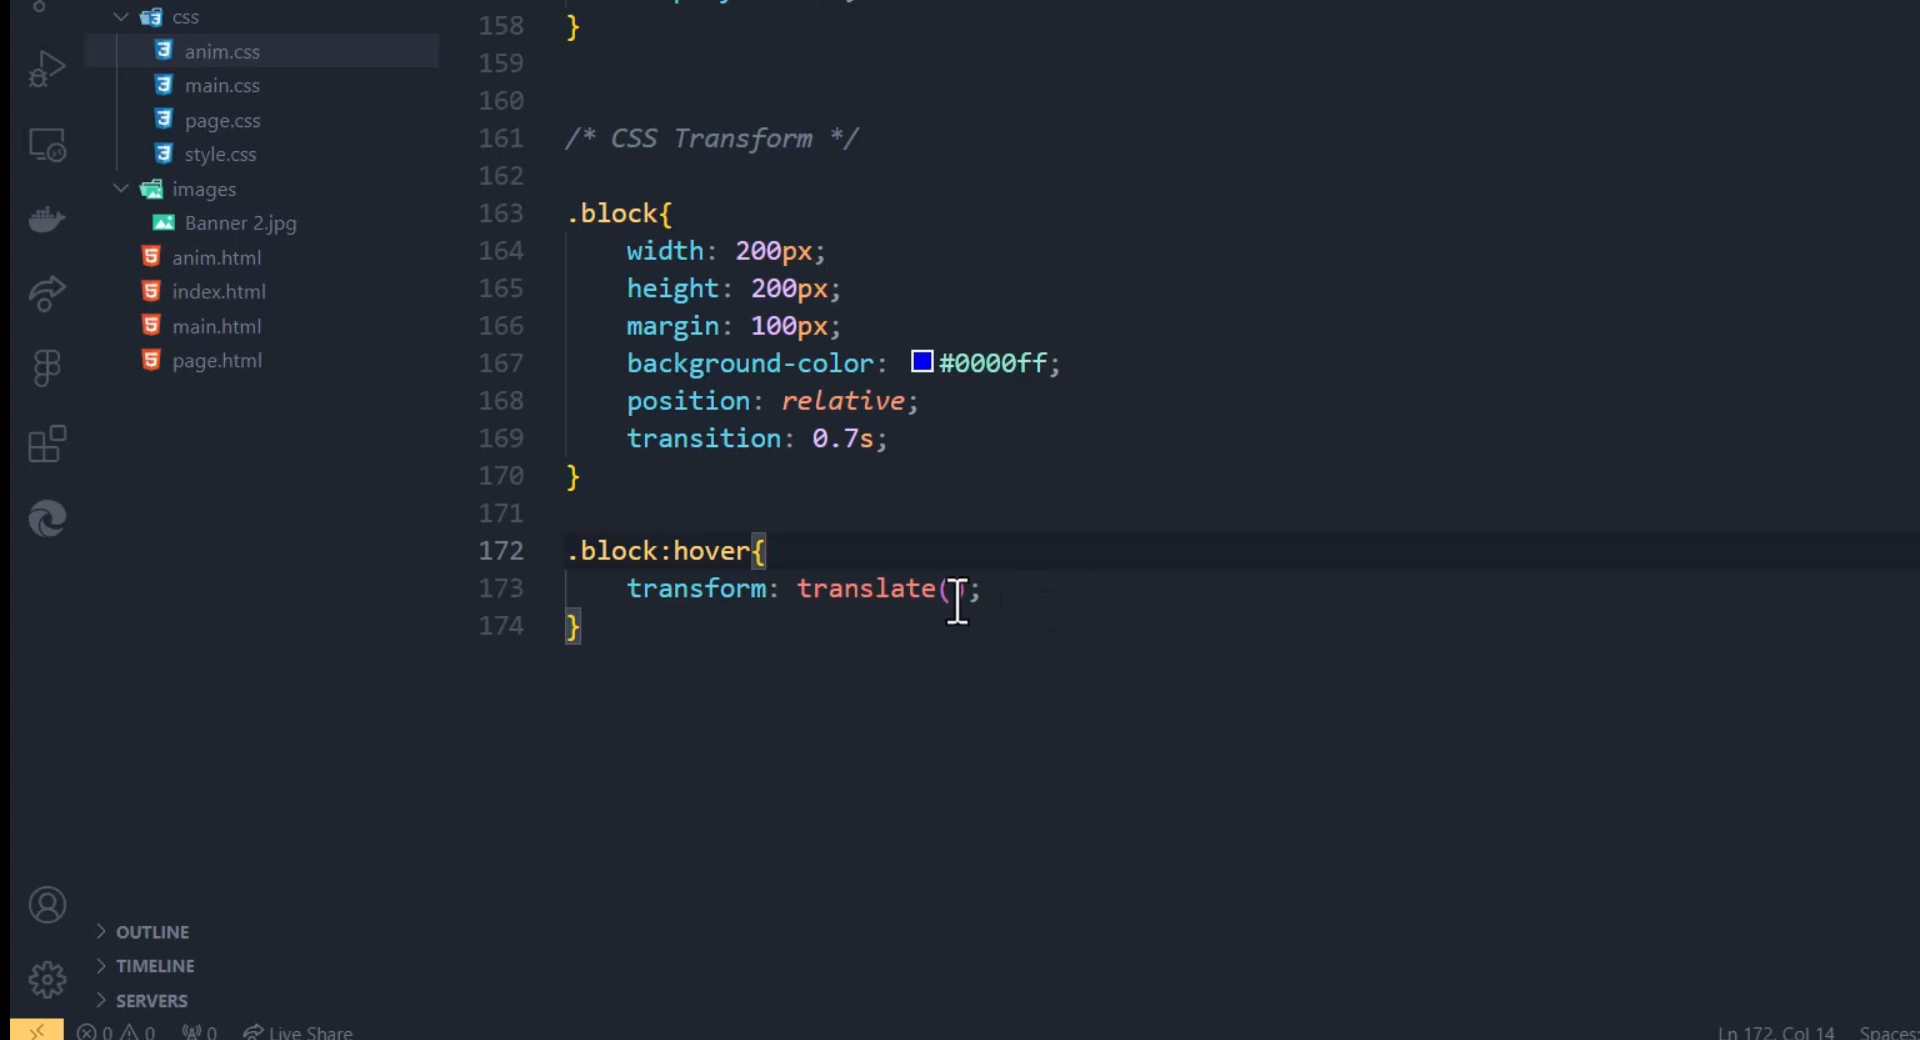 css
anim.css
main.css
page.css
style.css
images
Banner 2.jpg
anim.html
index.html
main.html
page.html
158 }
159
160
161 /* CSS Transform */
162
163 .block{
164 width: 200px;
165 height: 200px;
166 margin: 100px;
167 background-color: #0000ff;
168 position: relative;
169 transition: 0.7s;
170 }
171
172 .block:hover{
173 transform: translate();
174 }
OUTLINE
TIMELINE
SERVERS
0 0 0 Live Share
Ln 172, Col 14 Spaces: